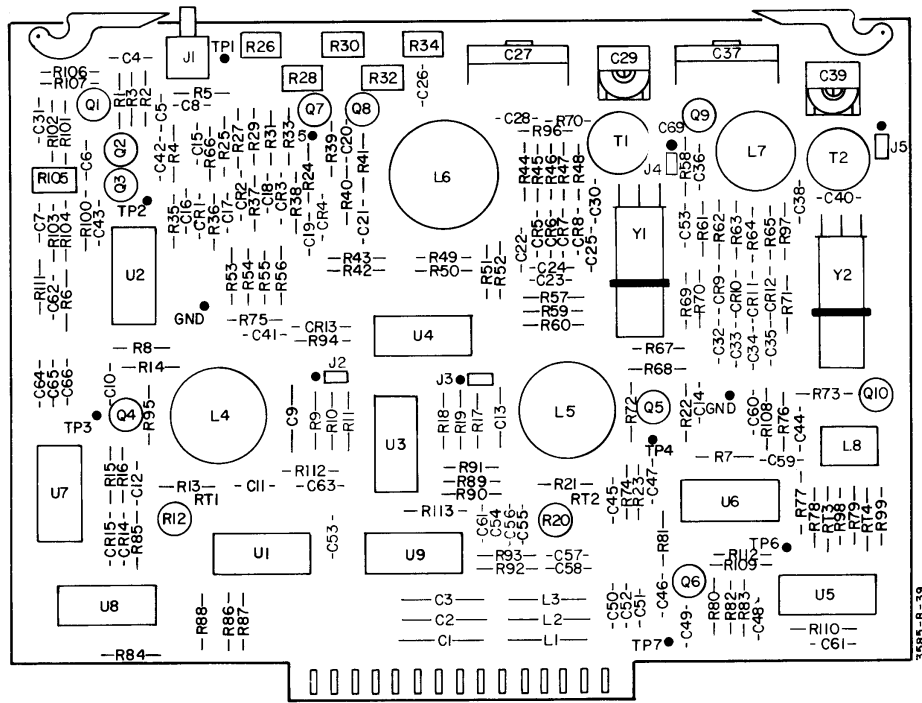 C4
J1
TP1
R26
R30
R34
C27
C29
C37
C39
R106
R107
R28
R32
C26
Q1
R1
R3
R2
C5
R5
C8
Q7
Q8
C31
R102
R101
C28
R70
R96
T1
C69
Q9
J5
Q2
C42
R4
C15
R66
R25
R27
R29
R31
R33
5
R39
C20
R41
L6
R44
R45
R46
R47
R48
J4
R58
C36
L7
T2
R105
C6
Q3
TP2
R24
C30
C38
C40
C7
R103
R104
R100
C43
R35
C16
CR1
R36
C17
CR2
R37
C18
CR3
R38
C19
CR4
R40
C21
C22
CR5
CR6
CR7
CR8
C25
Y1
C53
R61
R62
R63
R64
R65
R97
Y2
U2
R111
C62
R6
R53
R54
R55
R56
R43
R42
R49
R50
R51
R52
C24
C23
R57
R59
R60
R69
R70
CR9
CR10
CR11
CR12
R71
GND
R75
C41
CR13
R94
U4
C32
C33
C34
C35
R8
R14
R67
R68
C64
C65
C66
C10
J2
J3
R73
Q10
TP3
Q4
R95
L4
C9
R9
R10
R11
U3
R18
R19
R17
C13
L5
R72
Q5
R22
C14
GND
C60
R108
R76
C44
TP4
L8
U7
R15
R16
C12
R13
RT1
C11
R112
C63
R91
R89
R90
R21
RT2
C45
R74
R23
C47
R7
C59
U6
R77
R78
RT3
R98
R79
RT4
R99
CR15
CR14
R85
R12
C53
R113
C61
C54
C56
C55
R20
R81
U1
U9
R93
R92
C57
C58
TP6
R112
R109
U8
R88
R86
R87
C3
C2
C1
L3
L2
L1
C50
C52
C51
C46
Q6
C49
R80
R82
R83
C48
U5
R84
TP7
R110
C61
3585-B-39